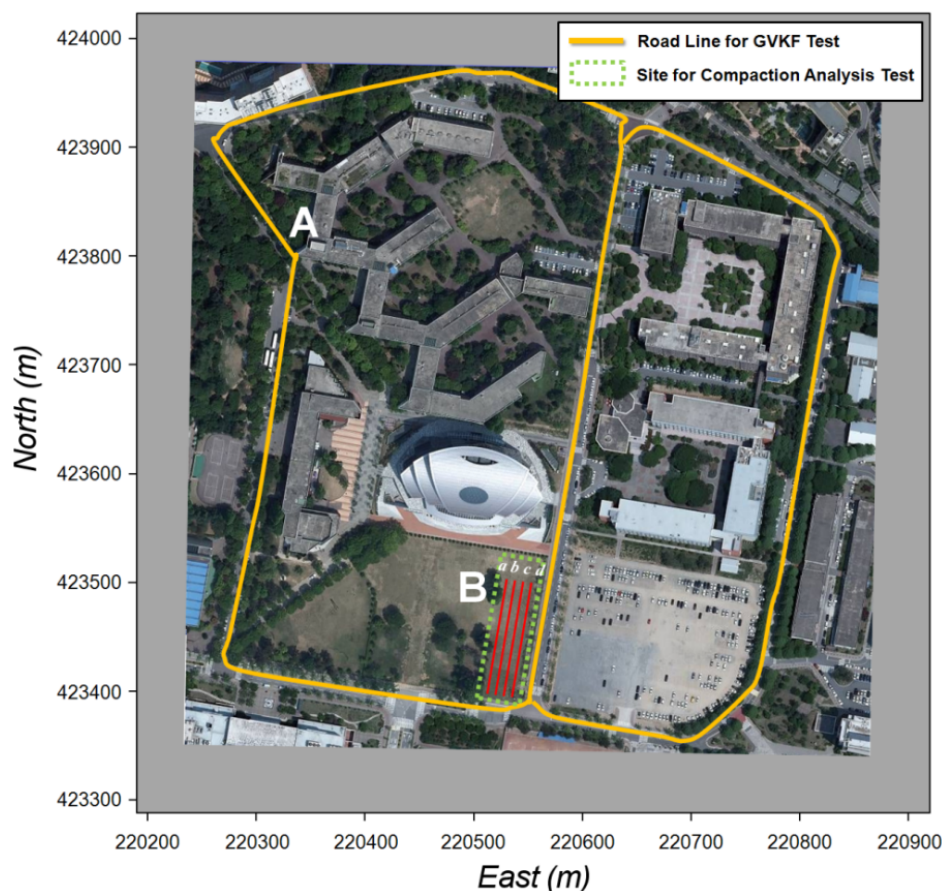 Road Line for GVKF Test
Site for Compaction Analysis Test
424000
423900
423800
423700
423600
423500
423400
423300
North (m)
A
B
a b c d
220200 220300 220400 220500 220600 220700 220800 220900
East (m)